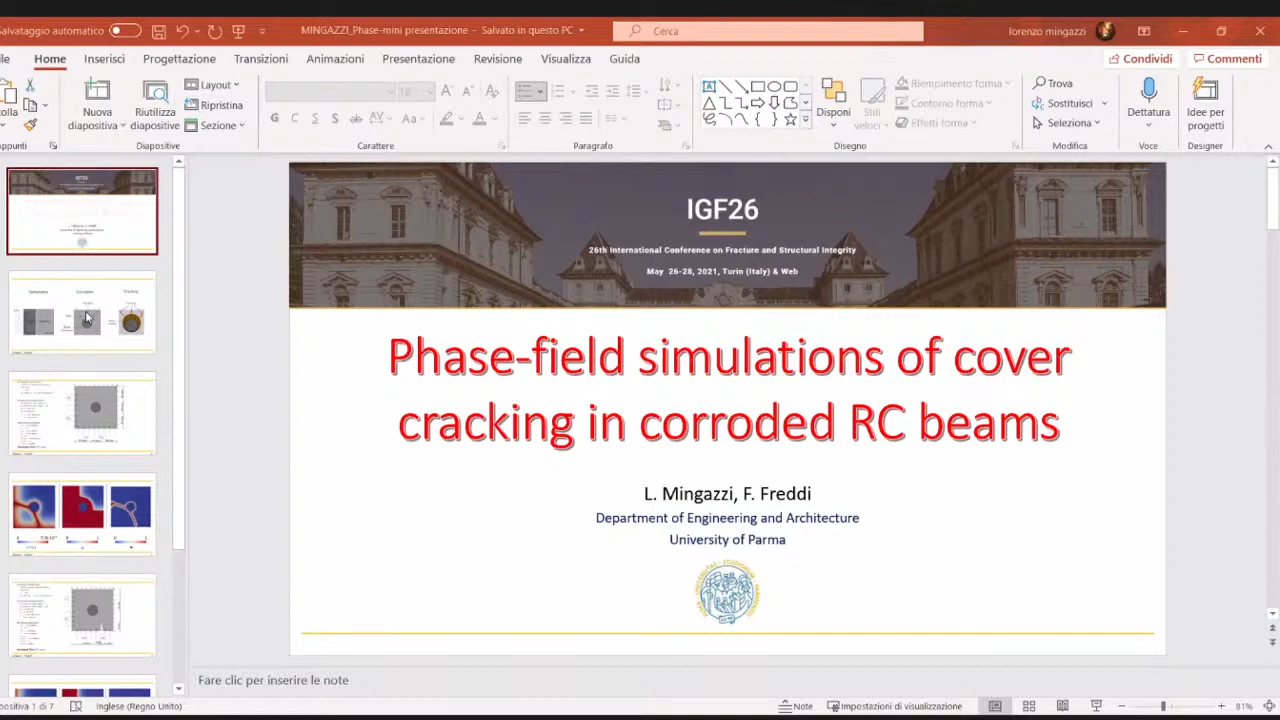 Salvataggio automatico
MINGAZZI_Phase-mini presentazione - Salvato in questo PC
Cerca
lorenzo mingazzi
Home Inserisci Progettazione Transizioni Animazioni Presentazione Revisione Visualizza Guida
Condividi Commenti
Nuova diapositiva
Riutilizza diapositive
Layout
Ripristina
Sezione
Disponi
Stili veloci
Riempimento forma
Contorno forma
Effetti forma
Trova
Sostituisci
Seleziona
Dettatura
Idee per progetti
Diapositive Carattere Paragrafo Disegno Modifica Voce Designer
IGF26
26th International Conference on Fracture and Structural Integrity
May 26-28, 2021, Turin (Italy) & Web
Phase-field simulations of cover
cracking in corroded RC beams
L. Mingazzi, F. Freddi
Department of Engineering and Architecture
University of Parma
Fare clic per inserire le note
1 di 7 Inglese (Regno Unito) Note Impostazioni di visualizzazione 81%